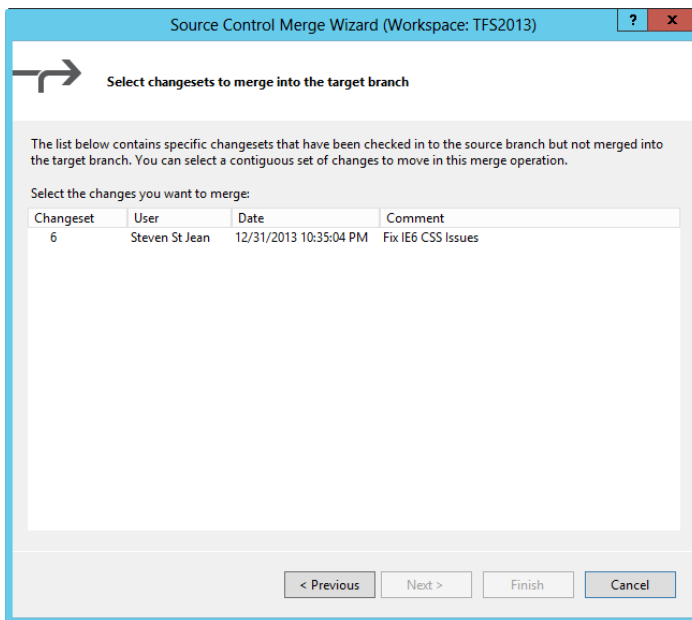 Source Control Merge Wizard (Workspace: TFS2013)
? x
Select changesets to merge into the target branch
The list below contains specific changesets that have been checked in to the source branch but not merged into
the target branch. You can select a contiguous set of changes to move in this merge operation.
Select the changes you want to merge:
Changeset User Date Comment
6 Steven St Jean 12/31/2013 10:35:04 PM Fix IE6 CSS Issues
< Previous Next > Finish Cancel